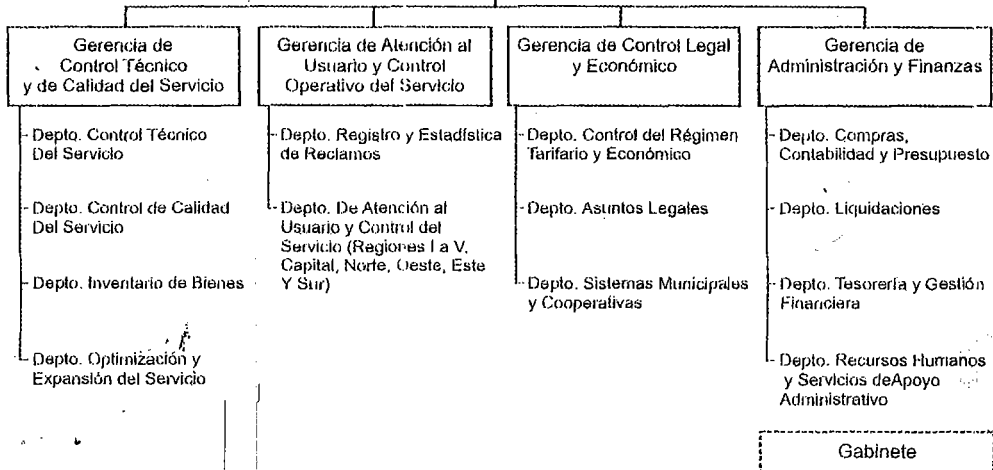 Gerencia de
Control Técnico
y de Calidad del Servicio
Depto. Control Técnico
Del Servicio
Depto. Control de Calidad
Del Servicio
Depto. Inventario de Bienes
Depto. Optimización y
Expansión del Servicio
Gerencia de Atención al
Usuario y Control
Operativo del Servicio
Depto. Registro y Estadística
de Reclamos
Depto. De Atención al
Usuario y Control del
Servicio (Regiones I a V,
Capital, Norte, Oeste, Este
Y Sur)
Gerencia de Control Legal
y Económico
Depto. Control del Régimen
Tarifario y Económico
Depto. Asuntos Legales
Depto. Sistemas Municipales
y Cooperativas
Gerencia de
Administración y Finanzas
Depto. Compras,
Contabilidad y Presupuesto
Depto. Liquidaciones
Depto. Tesorería y Gestión
Financiera
Depto. Recursos Humanos
y Servicios deApoyo
Administrativo
Gabinete